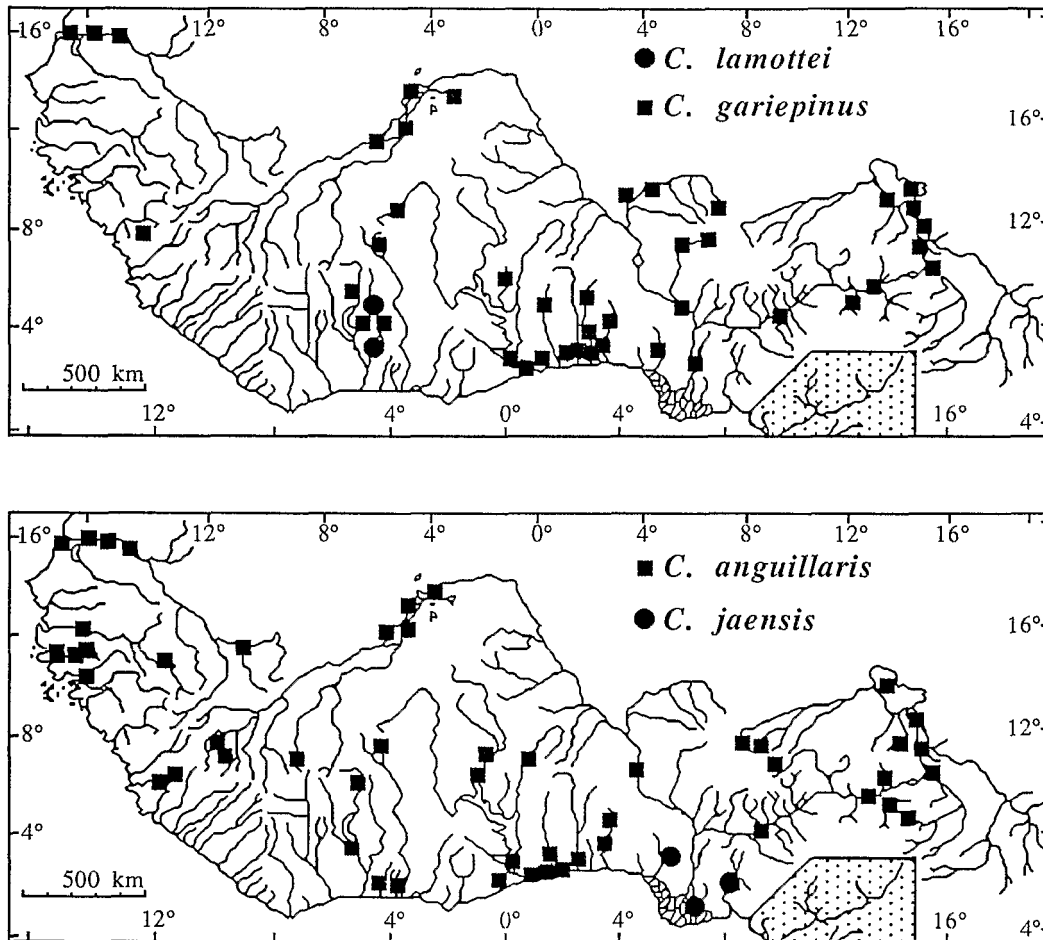 16° 12° 8° 4° 0° 4° 8° 12° 16°
C. lamottei
C. gariepinus
16°
8° 12°
4°
500 km
12° 4° 0° 4° 16° 4°
16° 12° 8° 4° 0° 4° 8° 12° 16°
C. anguillaris
C. jaensis
16°
8° 12°
4°
500 km
12° 4° 0° 4° 16° 4°